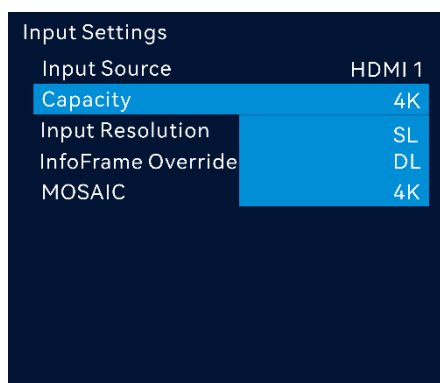 Input Settings
Input Source HDMI 1
Capacity 4K
Input Resolution SL
InfoFrame Override DL
MOSAIC 4K